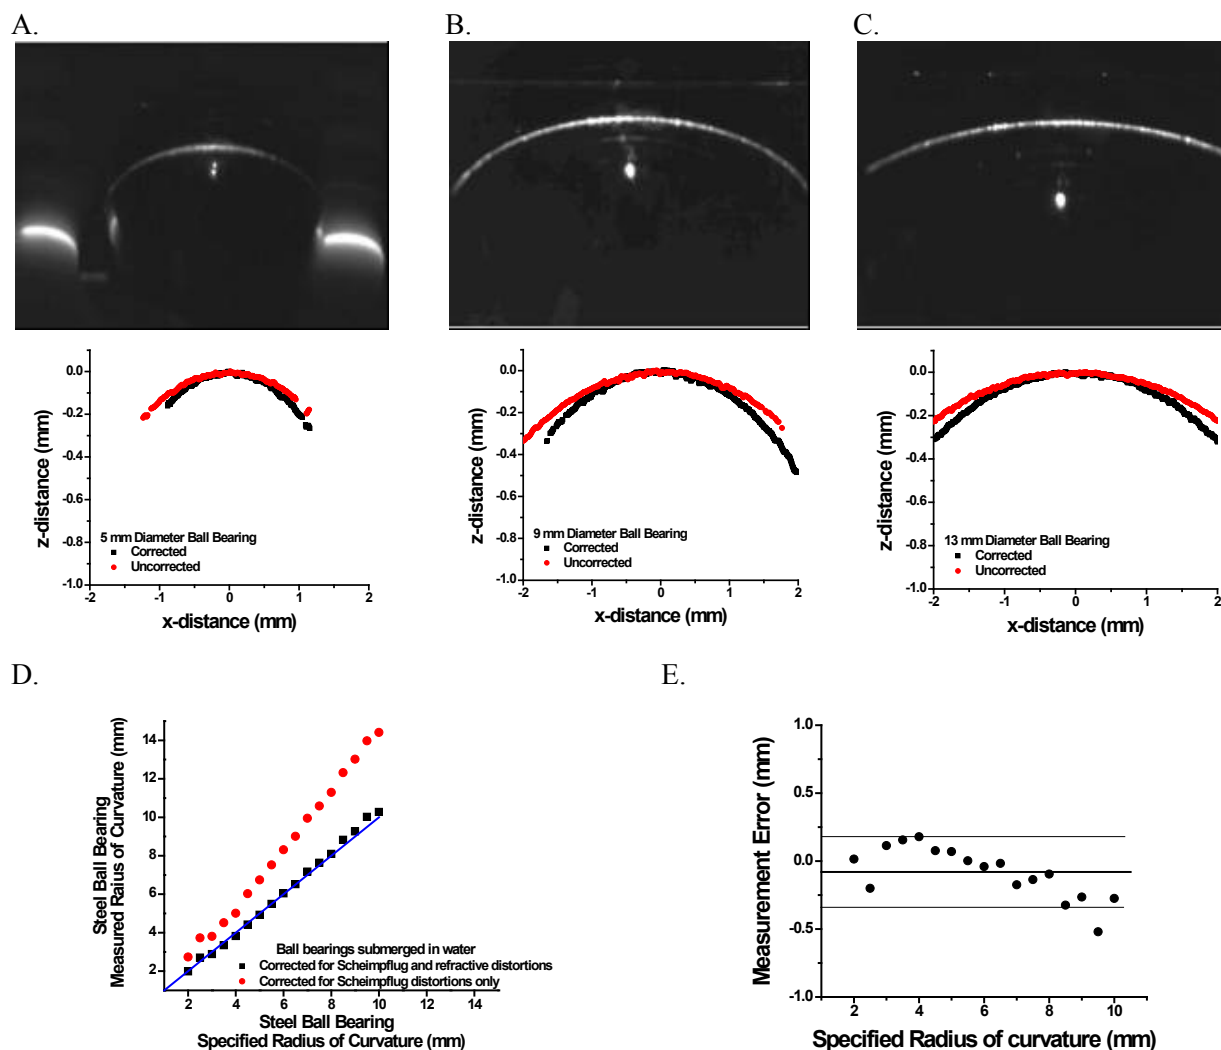 A.
B.
C.
0.0
-0.2
-0.4
-0.6
-0.8
-1.0
z-distance (mm)
5 mm Diameter Ball Bearing
Corrected
Uncorrected
-2
-1
0
1
2
x-distance (mm)
0.0
-0.2
-0.4
-0.6
-0.8
-1.0
z-distance (mm)
9 mm Diameter Ball Bearing
Corrected
Uncorrected
-2
-1
0
1
2
x-distance (mm)
0.0
-0.2
-0.4
-0.6
-0.8
-1.0
z-distance (mm)
13 mm Diameter Ball Bearing
Corrected
Uncorrected
-2
-1
0
1
2
x-distance (mm)
D.
Steel Ball Bearing
Measured Raius of Curvature (mm)
14
12
10
8
6
4
2
Ball bearings submerged in water
Corrected for Scheimpflug and refractive distortions
Corrected for Scheimpflug distortions only
2
4
6
8
10
12
14
Steel Ball Bearing
Specified Radius of Curvature (mm)
E.
Measurement Error (mm)
1.0
0.5
0.0
-0.5
-1.0
2
4
6
8
10
Specified Radius of curvature (mm)